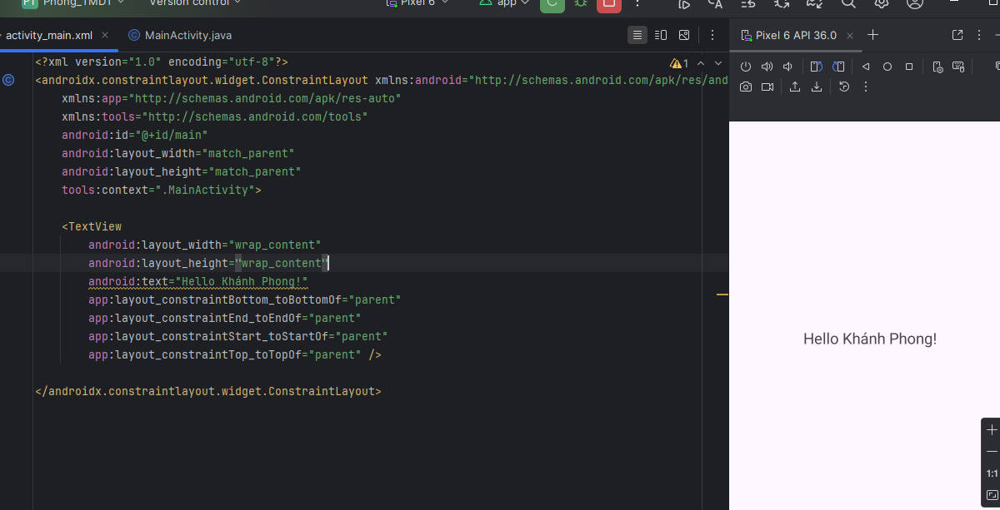 PT Phong_TMDT Version control Pixel 6 app
activity_main.xml MainActivity.java Pixel 6 API 36.0
<?xml version="1.0" encoding="utf-8"?> 1
<androidx.constraintlayout.widget.ConstraintLayout xmlns:android="http://schemas.android.com/apk/res/and
xmlns:app="http://schemas.android.com/apk/res-auto"
xmlns:tools="http://schemas.android.com/tools"
android:id="@+id/main"
android:layout_width="match_parent"
android:layout_height="match_parent"
tools:context=".MainActivity">
<TextView
android:layout_width="wrap_content"
android:layout_height="wrap_content"
android:text="Hello Khánh Phong!"
app:layout_constraintBottom_toBottomOf="parent"
app:layout_constraintEnd_toEndOf="parent"
app:layout_constraintStart_toStartOf="parent"
app:layout_constraintTop_toTopOf="parent" />
</androidx.constraintlayout.widget.ConstraintLayout>
Hello Khánh Phong!
1:1